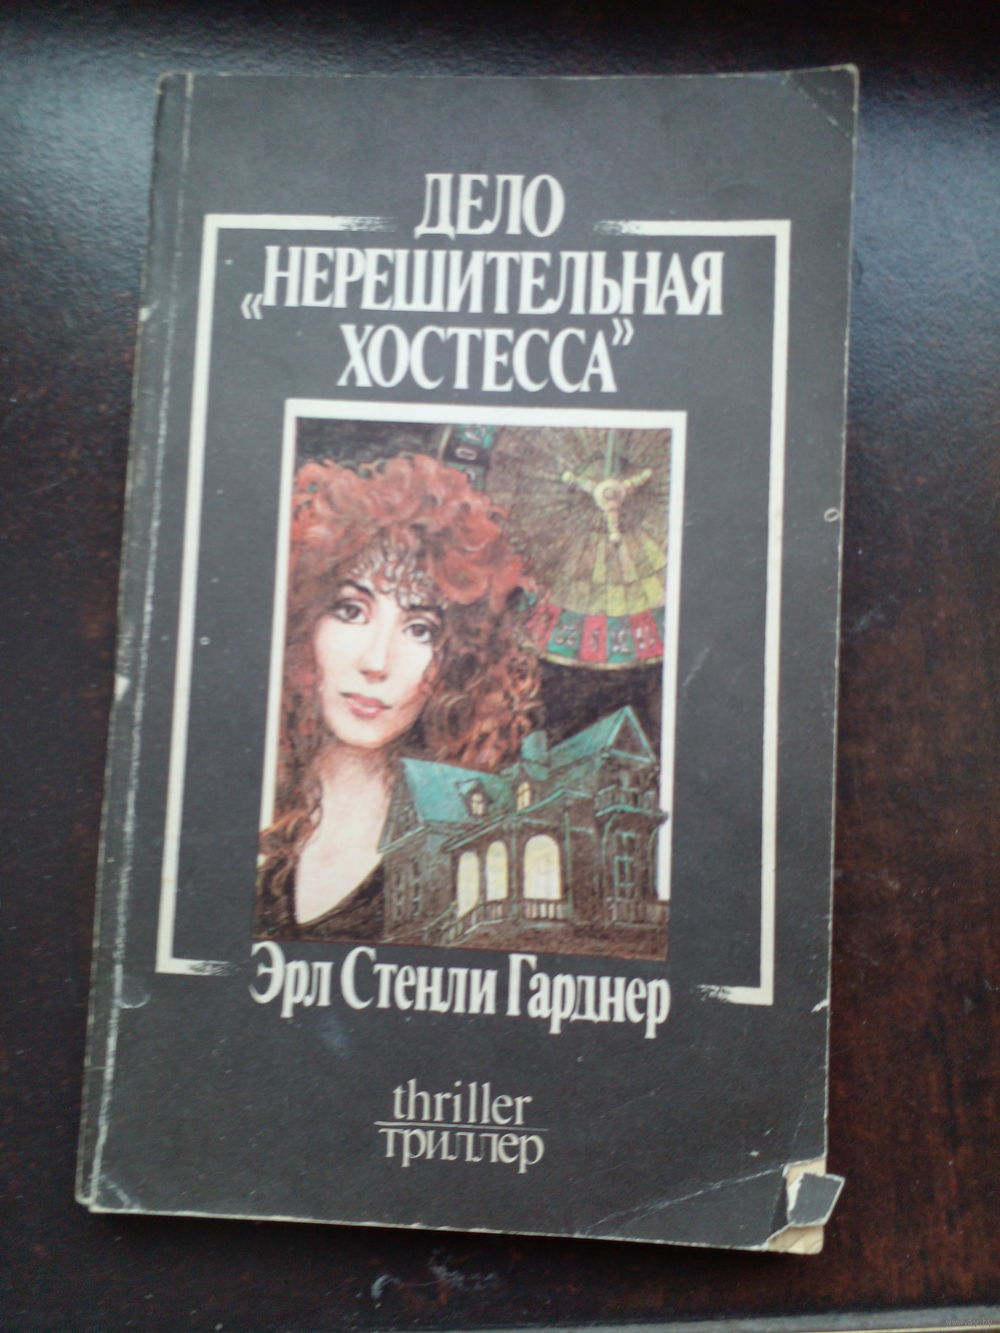 ДЕЛО
„НЕРЕШИТЕЛЬНАЯ
ХОСТЕССА”
Эрл Стенли Гарднер
thriller
триллер